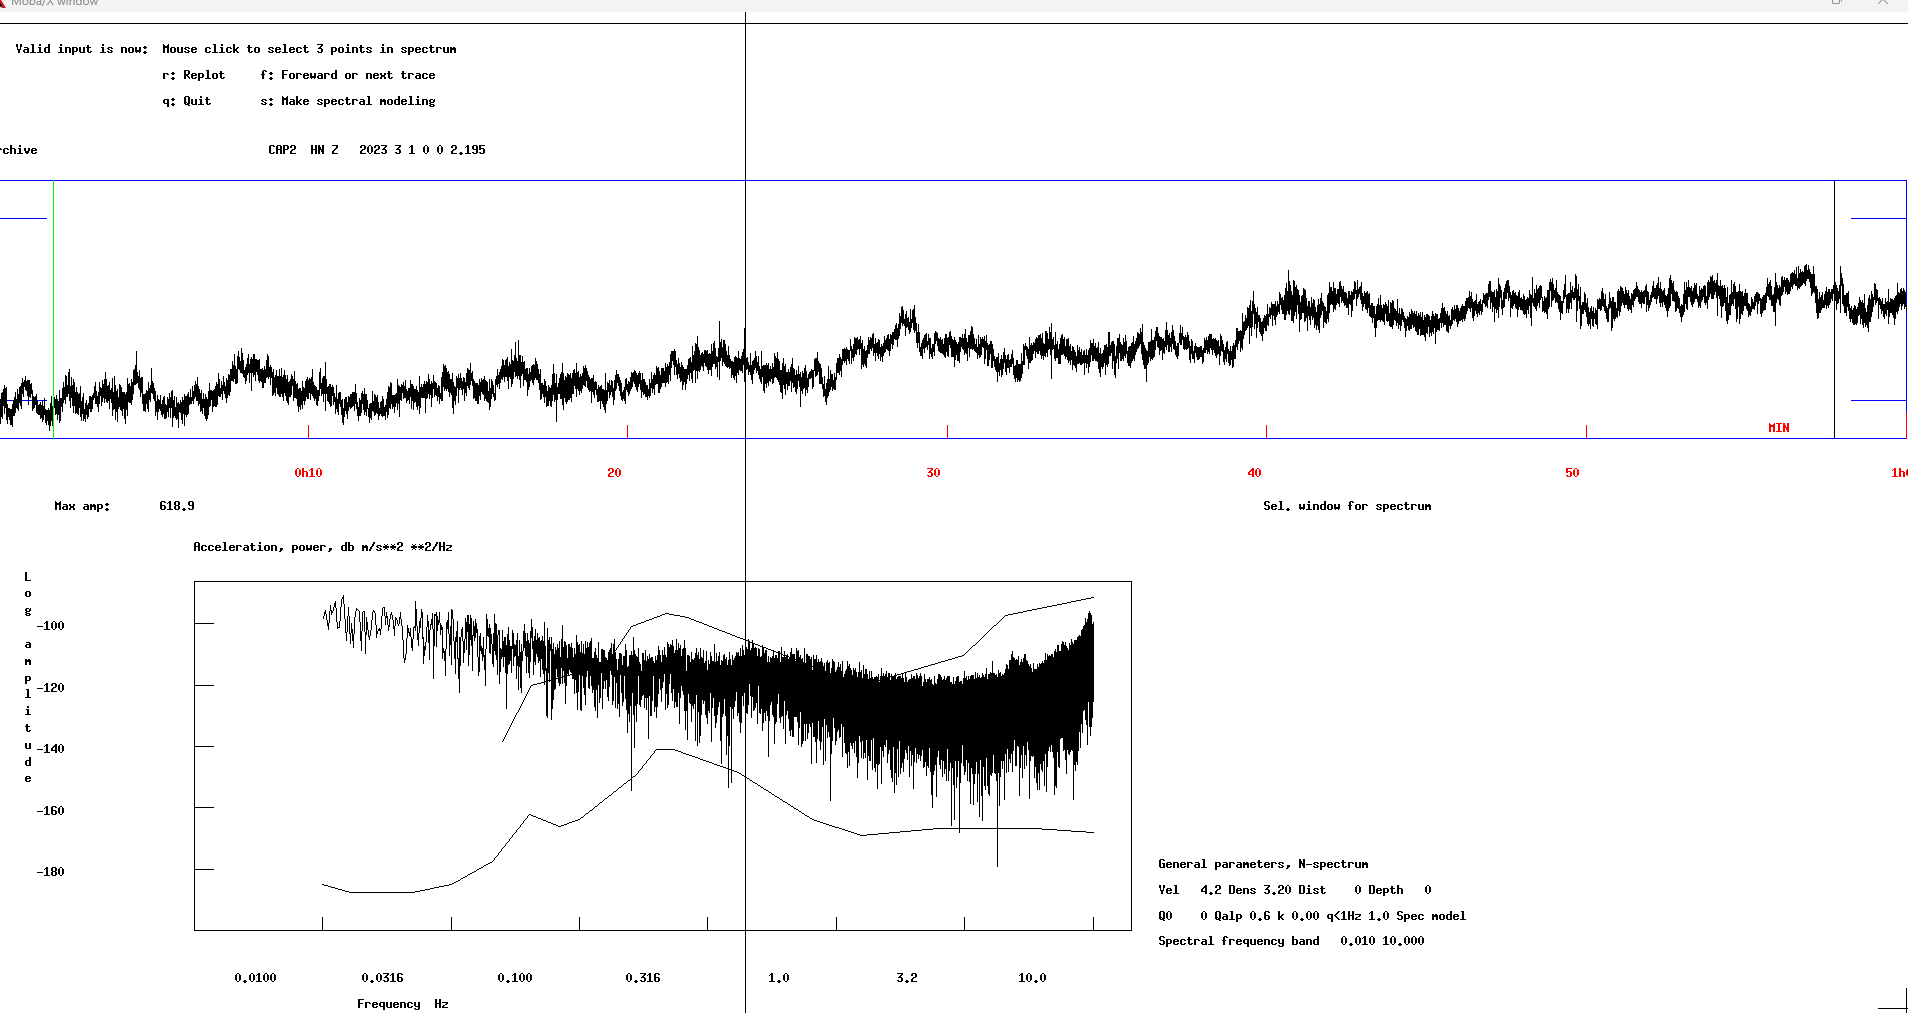 Moba/X window
Valid input is now:  Mouse click to select 3 points in spectrum
r: Replot     f: Foreward or next trace
q: Quit       s: Make spectral modeling
rchive     CAP2  HN Z   2023 3 1 0 0 2.195
MIN
0h10     20     30     40     50     1h
Max amp:       618.9     Sel. window for spectrum
Acceleration, power, db m/s**2 **2/Hz
Log amplitude
-100
-120
-140
-160
-180
General parameters, N-spectrum
Vel   4.2 Dens 3.20 Dist    0 Depth   0
Q0    0 Qalp 0.6 k 0.00 q<1Hz 1.0 Spec model
Spectral frequency band   0.010 10.000
0.0100     0.0316     0.100     0.316     1.0     3.2     10.0
Frequency  Hz